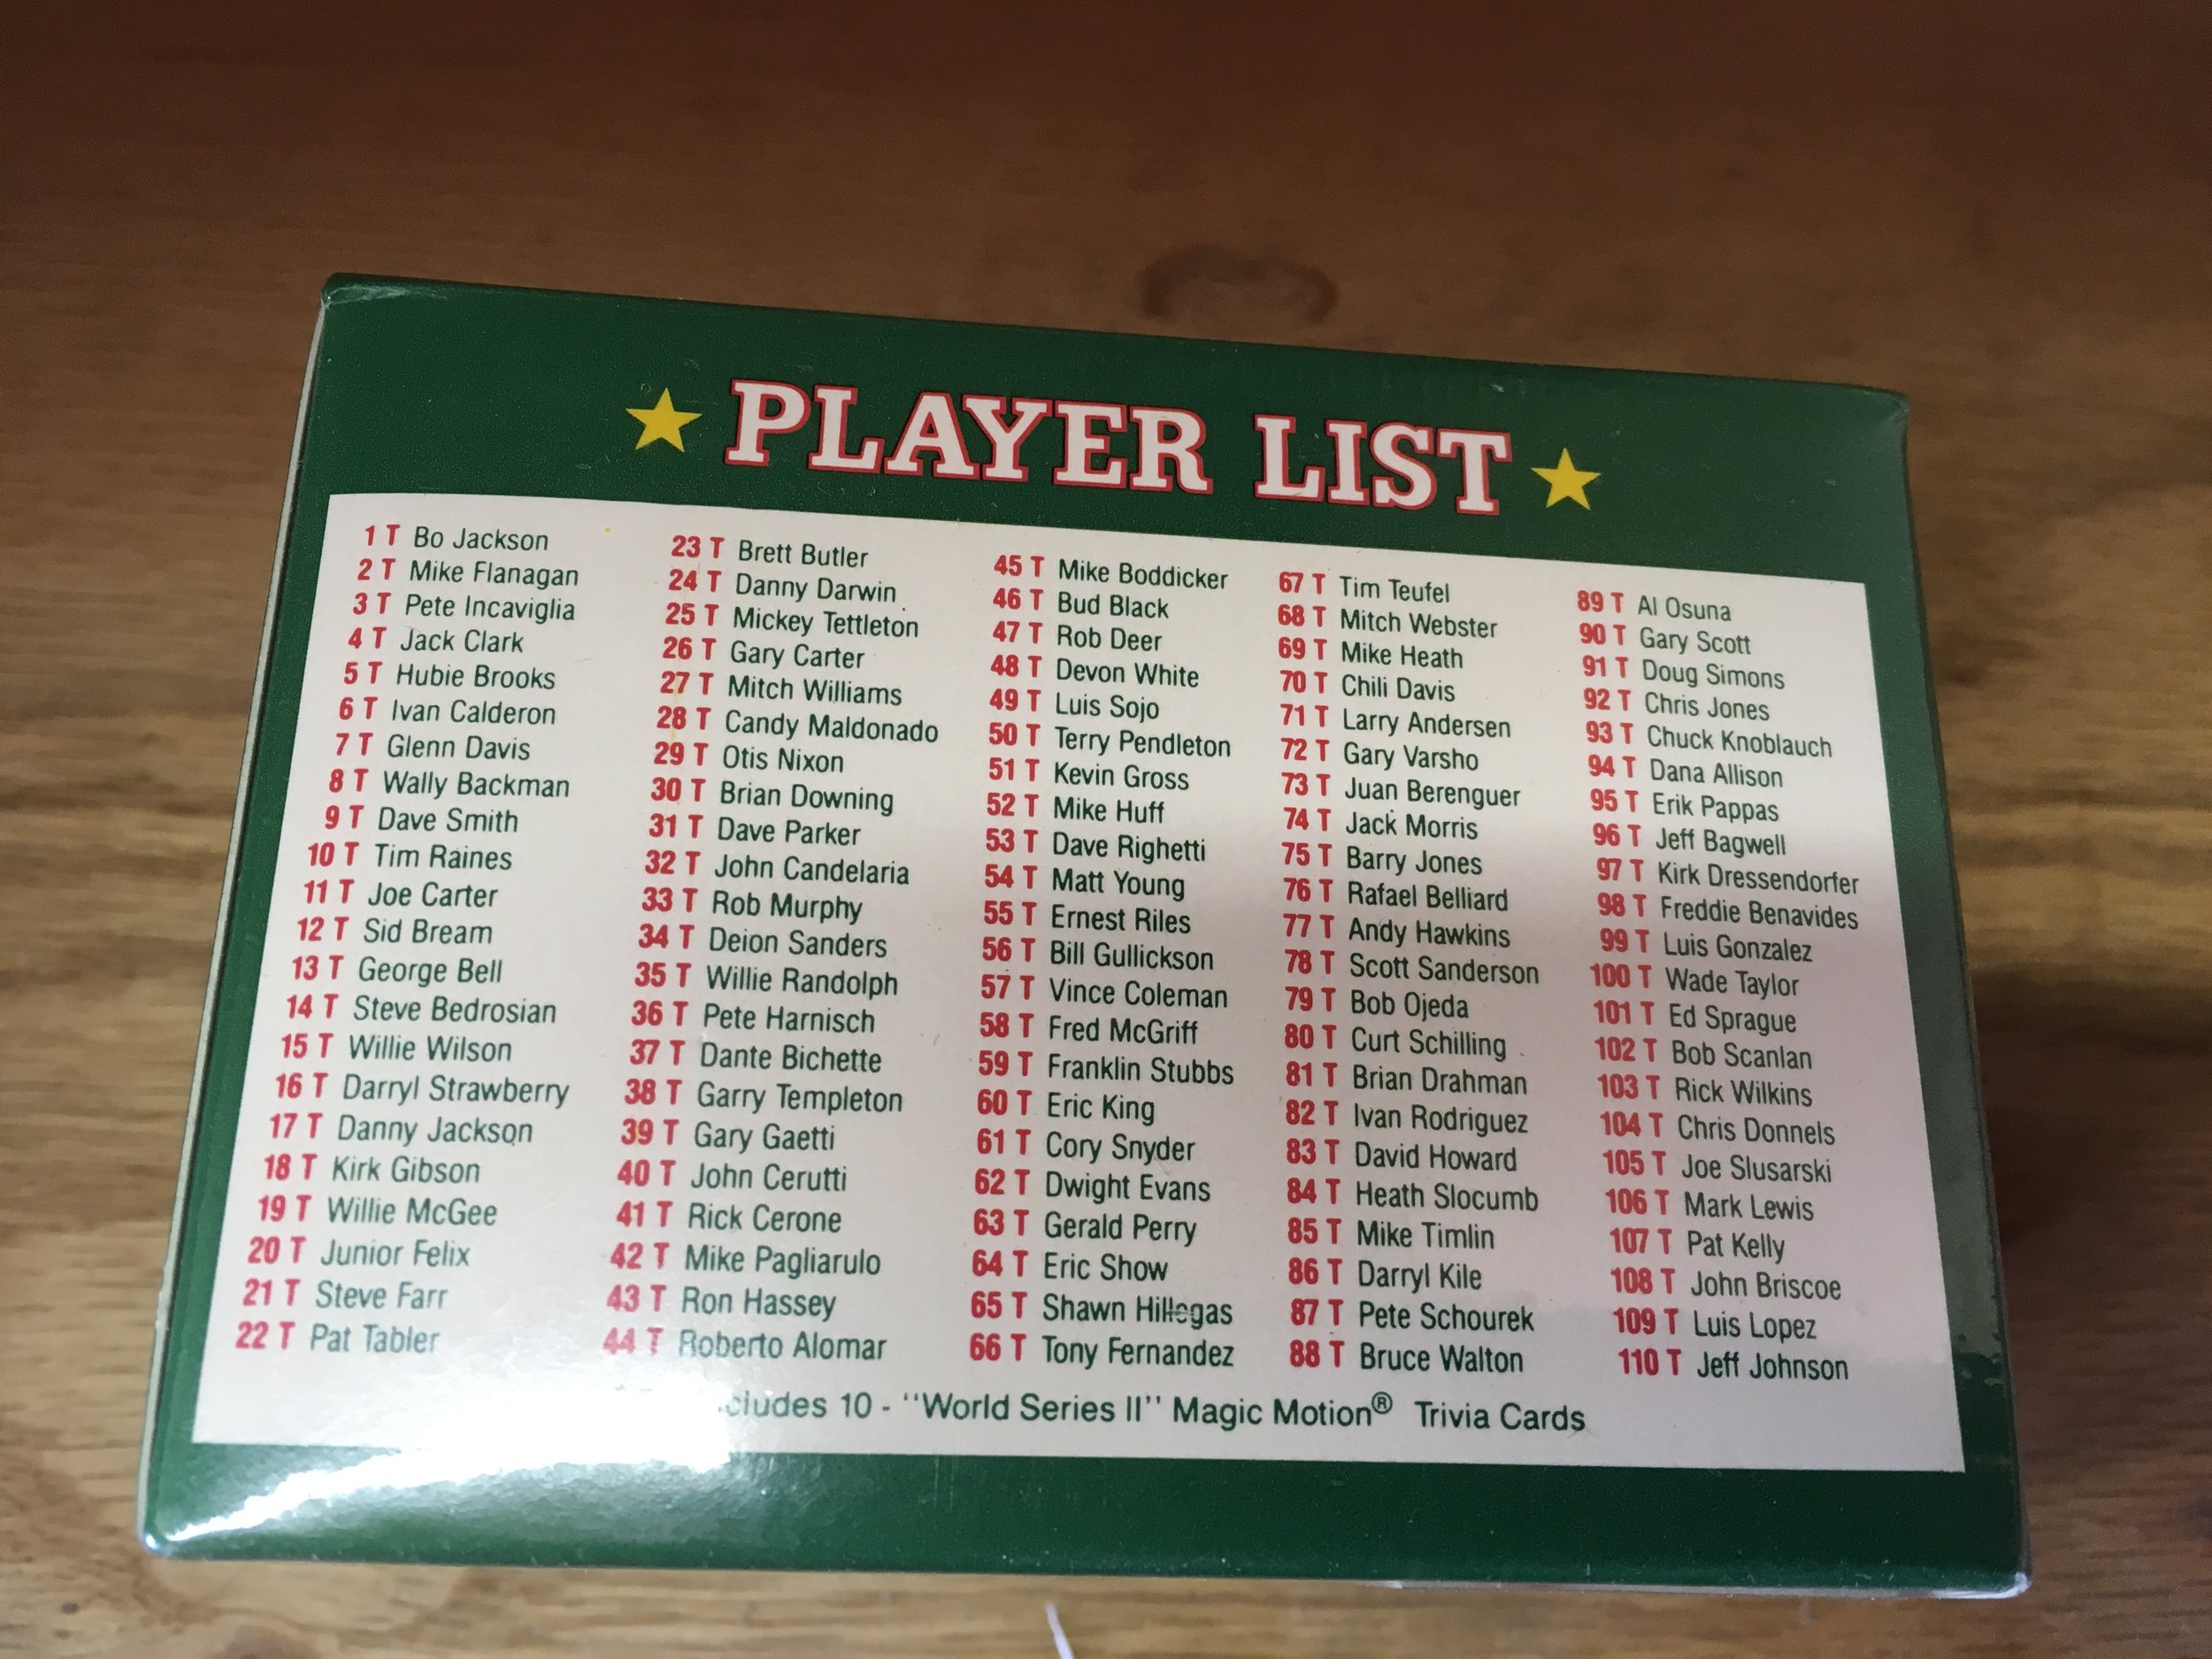 PLAYER LIST
1 T Bo Jackson
2 T Mike Flanagan
3 T Pete Incaviglia
4 T Jack Clark
5 T Hubie Brooks
6 T Ivan Calderon
7 T Glenn Davis
8 T Wally Backman
9 T Dave Smith
10 T Tim Raines
11 T Joe Carter
12 T Sid Bream
13 T George Bell
14 T Steve Bedrosian
15 T Willie Wilson
16 T Darryl Strawberry
17 T Danny Jackson
18 T Kirk Gibson
19 T Willie McGee
20 T Junior Felix
21 T Steve Farr
22 T Pat Tabler
23 T Brett Butler
24 T Danny Darwin
25 T Mickey Tettleton
26 T Gary Carter
27 T Mitch Williams
28 T Candy Maldonado
29 T Otis Nixon
30 T Brian Downing
31 T Dave Parker
32 T John Candelaria
33 T Rob Murphy
34 T Deion Sanders
35 T Willie Randolph
36 T Pete Harnisch
37 T Dante Bichette
38 T Garry Templeton
39 T Gary Gaetti
40 T John Cerutti
41 T Rick Cerone
42 T Mike Pagliarulo
43 T Ron Hassey
44 T Roberto Alomar
45 T Mike Boddicker
46 T Bud Black
47 T Rob Deer
48 T Devon White
49 T Luis Sojo
50 T Terry Pendleton
51 T Kevin Gross
52 T Mike Huff
53 T Dave Righetti
54 T Matt Young
55 T Ernest Riles
56 T Bill Gullickson
57 T Vince Coleman
58 T Fred McGriff
59 T Franklin Stubbs
60 T Eric King
61 T Cory Snyder
62 T Dwight Evans
63 T Gerald Perry
64 T Eric Show
65 T Shawn Hillegas
66 T Tony Fernandez
67 T Tim Teufel
68 T Mitch Webster
69 T Mike Heath
70 T Chili Davis
71 T Larry Andersen
72 T Gary Varsho
73 T Juan Berenguer
74 T Jack Morris
75 T Barry Jones
76 T Rafael Belliard
77 T Andy Hawkins
78 T Scott Sanderson
79 T Bob Ojeda
80 T Curt Schilling
81 T Brian Drahman
82 T Ivan Rodriguez
83 T David Howard
84 T Heath Slocumb
85 T Mike Timlin
86 T Darryl Kile
87 T Pete Schourek
88 T Bruce Walton
89 T Al Osuna
90 T Gary Scott
91 T Doug Simons
92 T Chris Jones
93 T Chuck Knoblauch
94 T Dana Allison
95 T Erik Pappas
96 T Jeff Bagwell
97 T Kirk Dressendorfer
98 T Freddie Benavides
99 T Luis Gonzalez
100 T Wade Taylor
101 T Ed Sprague
102 T Bob Scanlan
103 T Rick Wilkins
104 T Chris Donnels
105 T Joe Slusarski
106 T Mark Lewis
107 T Pat Kelly
108 T John Briscoe
109 T Luis Lopez
110 T Jeff Johnson
10 - "World Series II" Magic Motion® Trivia Cards